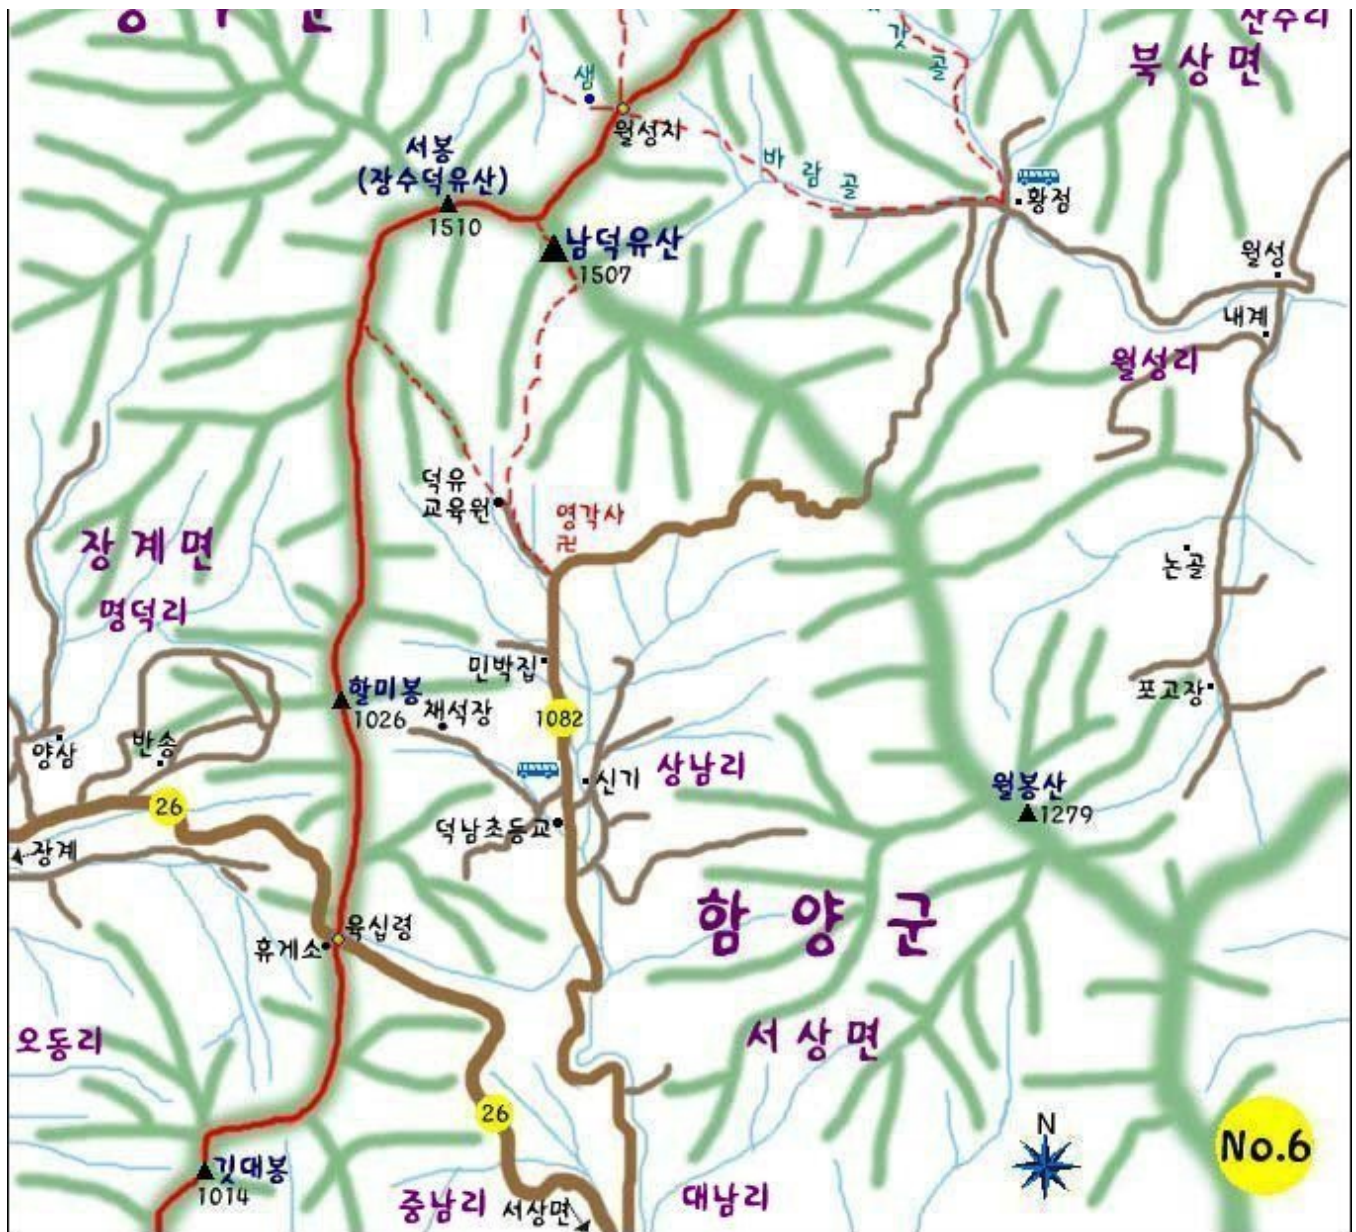 산수리
북상면
갓
골
샘
월성치
서봉
(장수덕유산)
1510
바 람 골
황점
남덕유산
1507
월성
내계
월성리
덕유
교육원
영각사
卍
장계면
명덕리
논골
민박집
포고장
할미봉
1026
채석장
1082
양삼
반송
신기
상남리
월봉산
1279
26
덕남초등교
장계
함양군
육십령
휴게소
오동리
서상면
26
N
No.6
깃대봉
1014
중남리
서상면
대남리